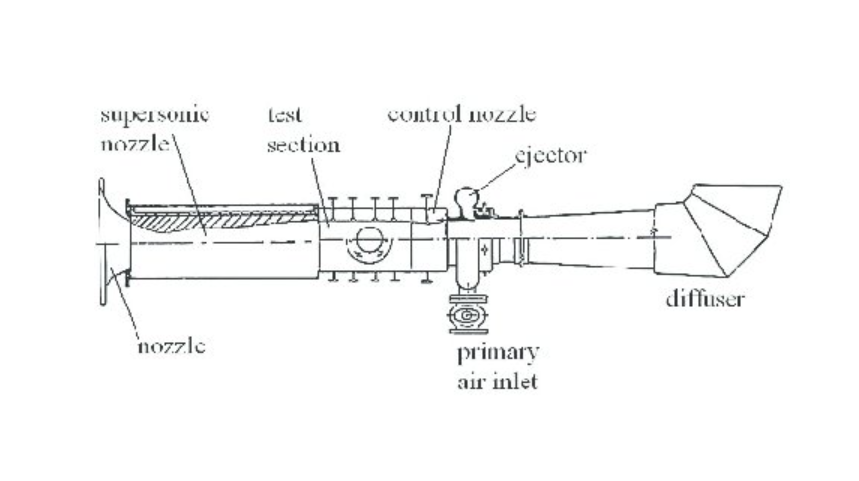 supersonic
nozzle
test
section
control nozzle
ejector
diffuser
nozzle
primary
air inlet